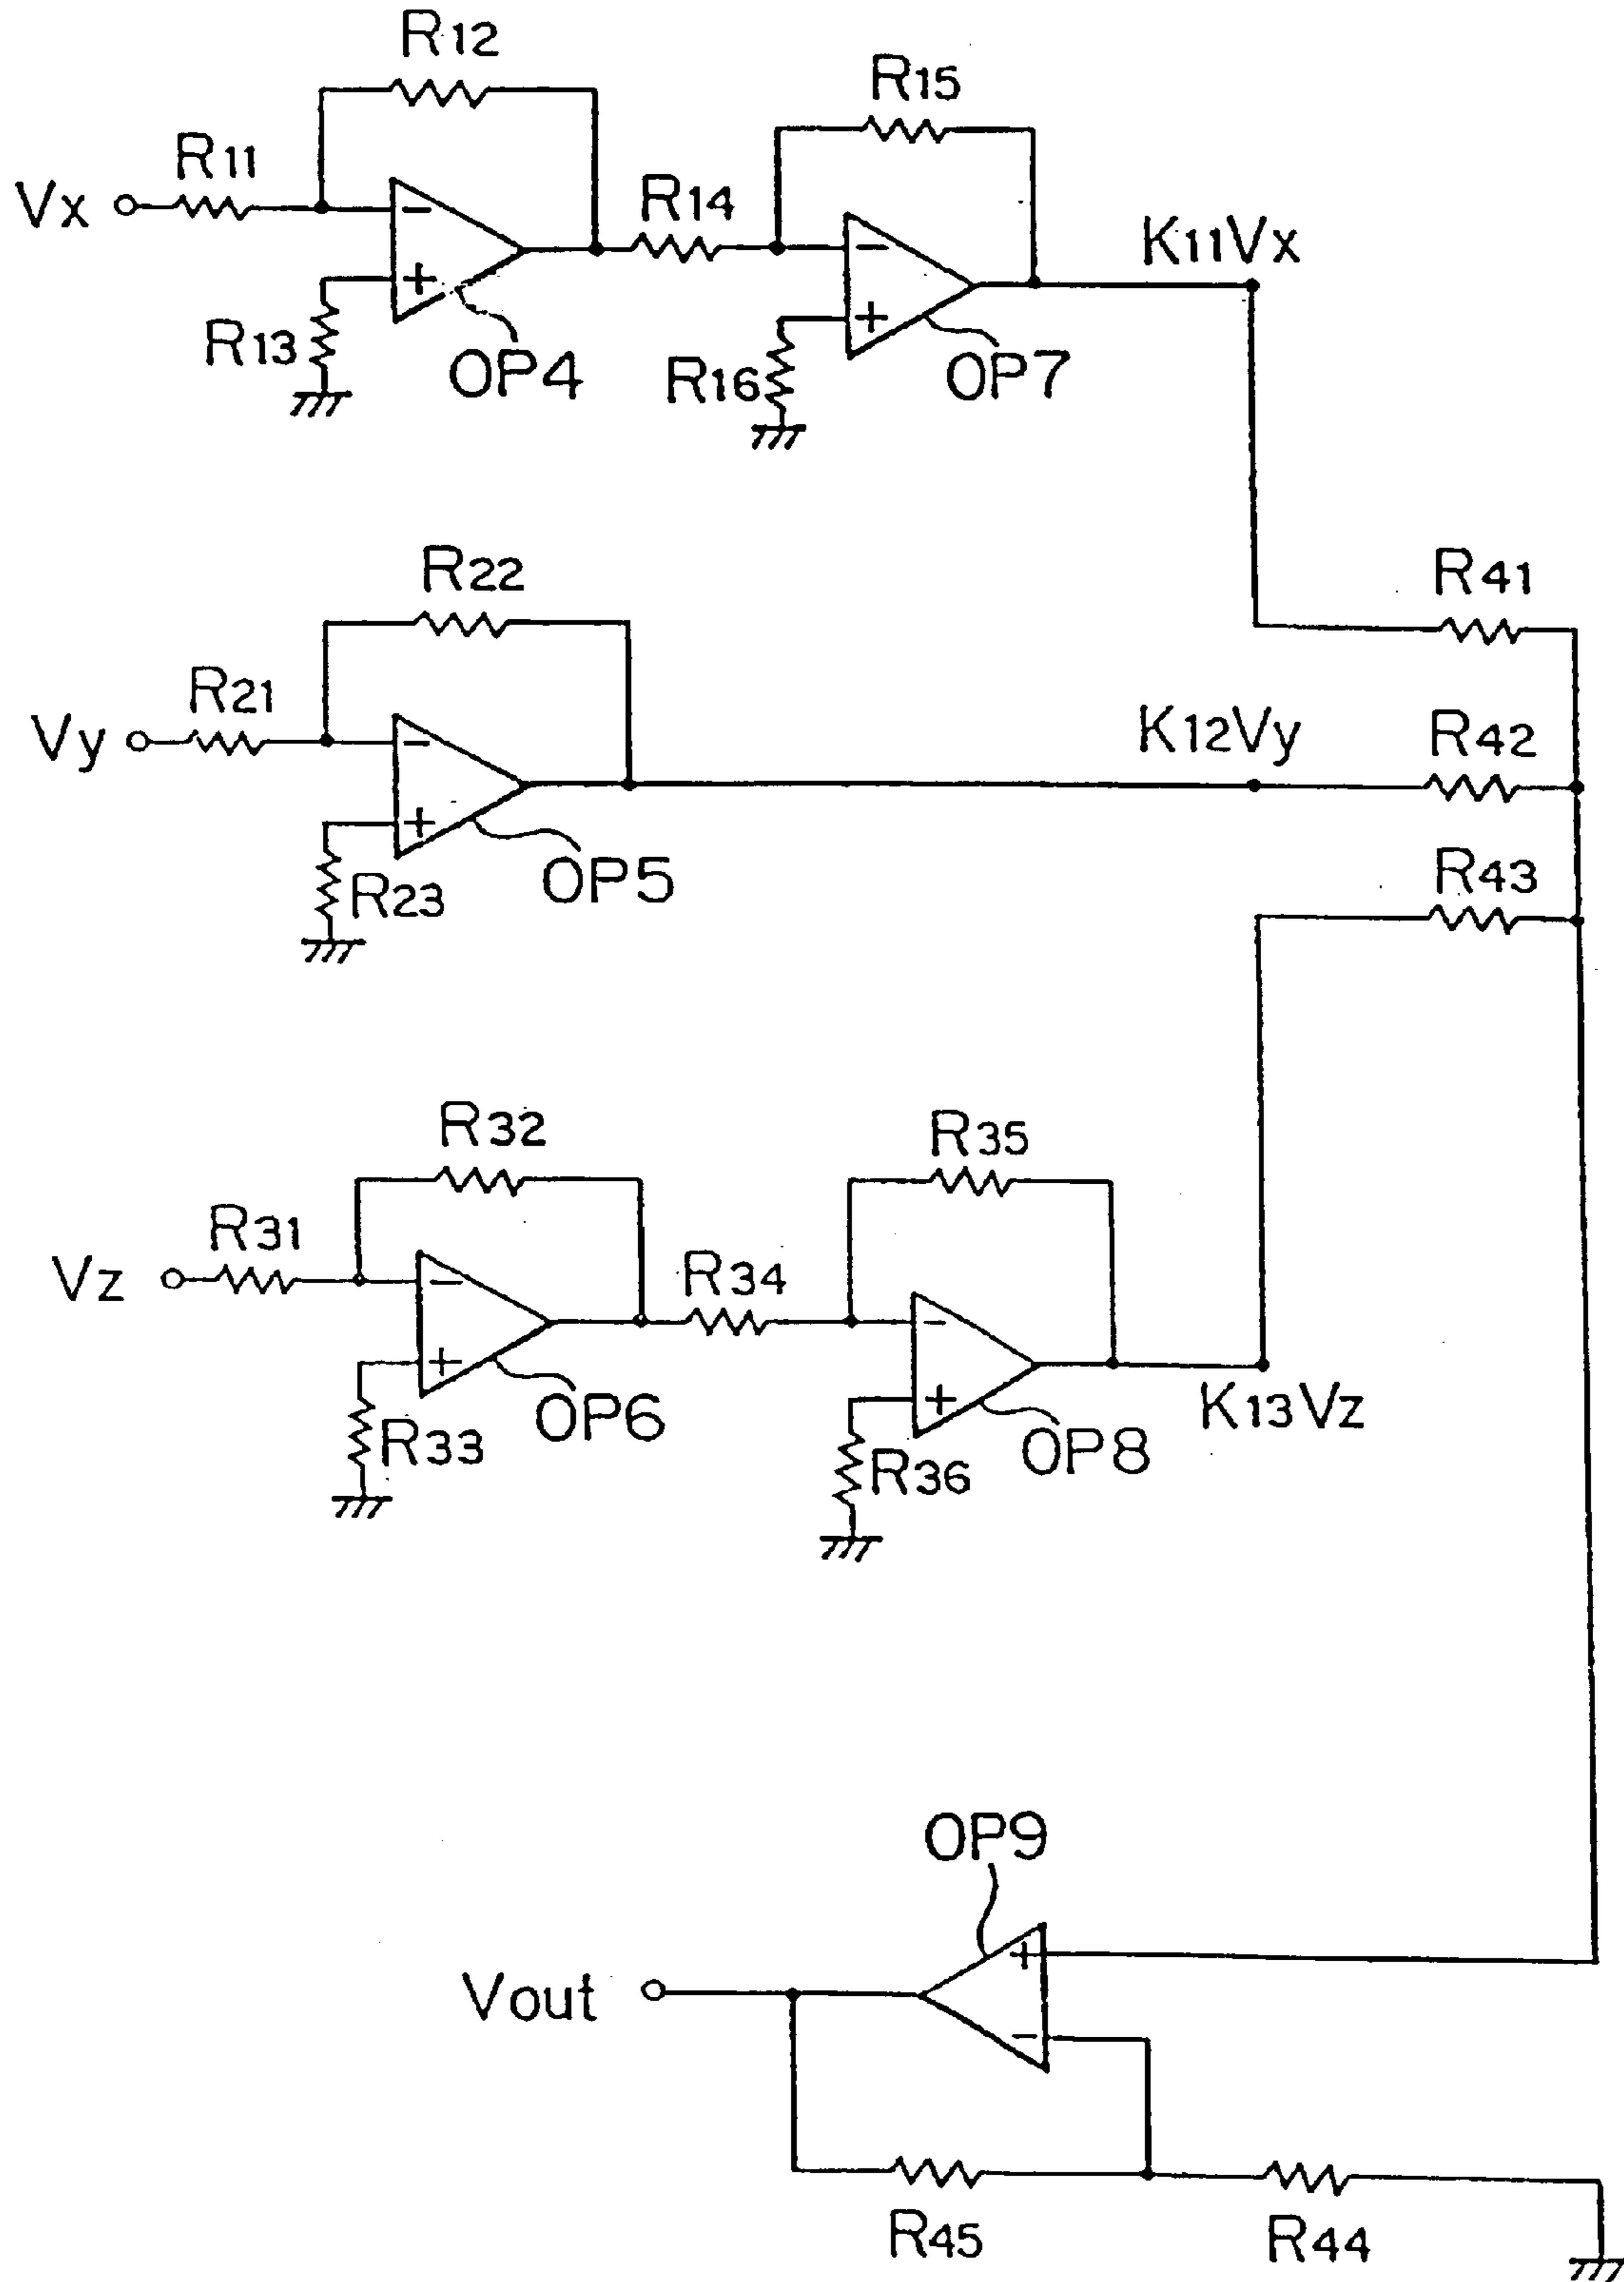 R12
R15
R11
Vx
R14
K11Vx
−
+
−
+
R13
OP4
R16
OP7
R22
R41
R21
Vy
K12Vy
R42
−
+
R23
OP5
R43
R32
R35
R31
Vz
R34
−
+
−
+
R33
OP6
R36
OP8
K13Vz
OP9
+
−
Vout
R45
R44